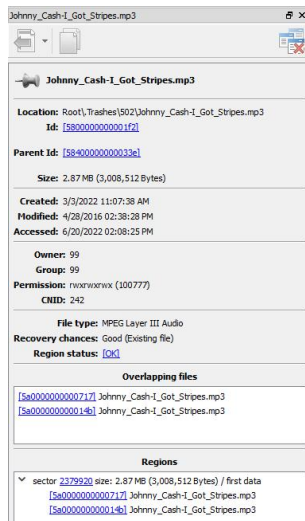 Johnny_Cash-I_Got_Stripes.mp3
Johnny_Cash-I_Got_Stripes.mp3
Location: Root\.Trashes\502\Johnny_Cash-I_Got_Stripes.mp3
Id: [5800000000001f2]
Parent Id: [58400000000033e]
Size: 2.87 MB (3,008,512 Bytes)
Created: 3/3/2022 11:07:38 AM
Modified: 4/28/2016 02:38:28 PM
Accessed: 6/20/2022 02:08:25 PM
Owner: 99
Group: 99
Permission: rwxrwxrwx (100777)
CNID: 242
File type: MPEG Layer III Audio
Recovery chances: Good (Existing file)
Region status: [OK]
Overlapping files
[5a0000000000717] Johnny_Cash-I_Got_Stripes.mp3
[5a000000000014b] Johnny_Cash-I_Got_Stripes.mp3
Regions
sector 2379920 size: 2.87 MB (3,008,512 Bytes) / first data
[5a0000000000717] Johnny_Cash-I_Got_Stripes.mp3
[5a000000000014b] Johnny_Cash-I_Got_Stripes.mp3